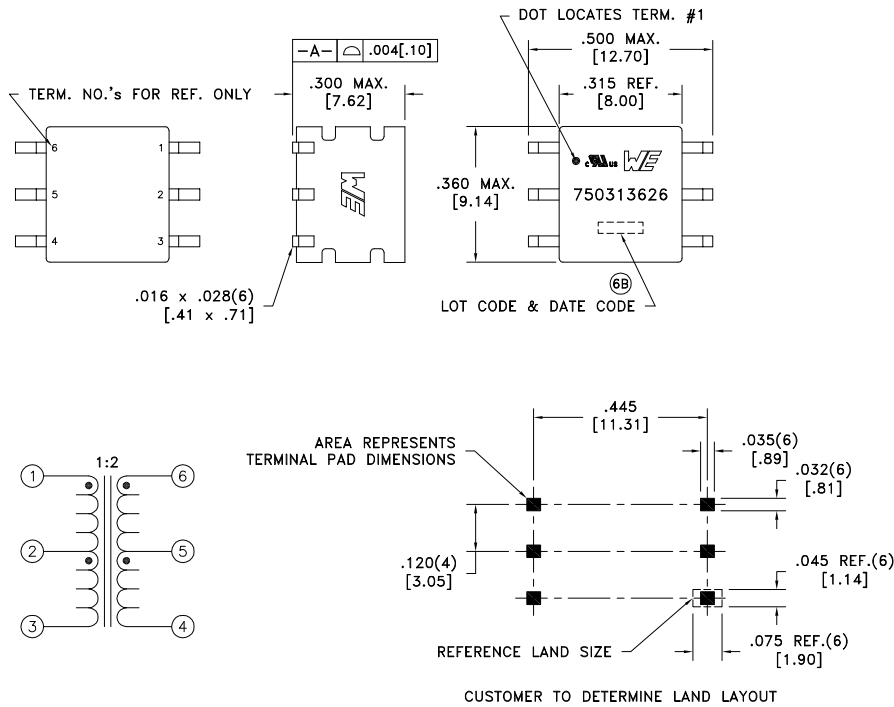 DOT LOCATES TERM. #1
-A- ⌓ .004[.10]
.500 MAX.
[12.70]
.300 MAX.
[7.62]
.315 REF.
[8.00]
TERM. NO.'s FOR REF. ONLY
6 1
5 2
4 3
WE
c UL us WE
.360 MAX.
[9.14]
750313626
.016 x .028(6)
[.41 x .71]
6B
LOT CODE & DATE CODE
1:2
1 6
2 5
3 4
.445
[11.31]
AREA REPRESENTS
TERMINAL PAD DIMENSIONS
.035(6)
[.89]
.032(6)
[.81]
.120(4)
[3.05]
.045 REF.(6)
[1.14]
REFERENCE LAND SIZE
.075 REF.(6)
[1.90]
CUSTOMER TO DETERMINE LAND LAYOUT